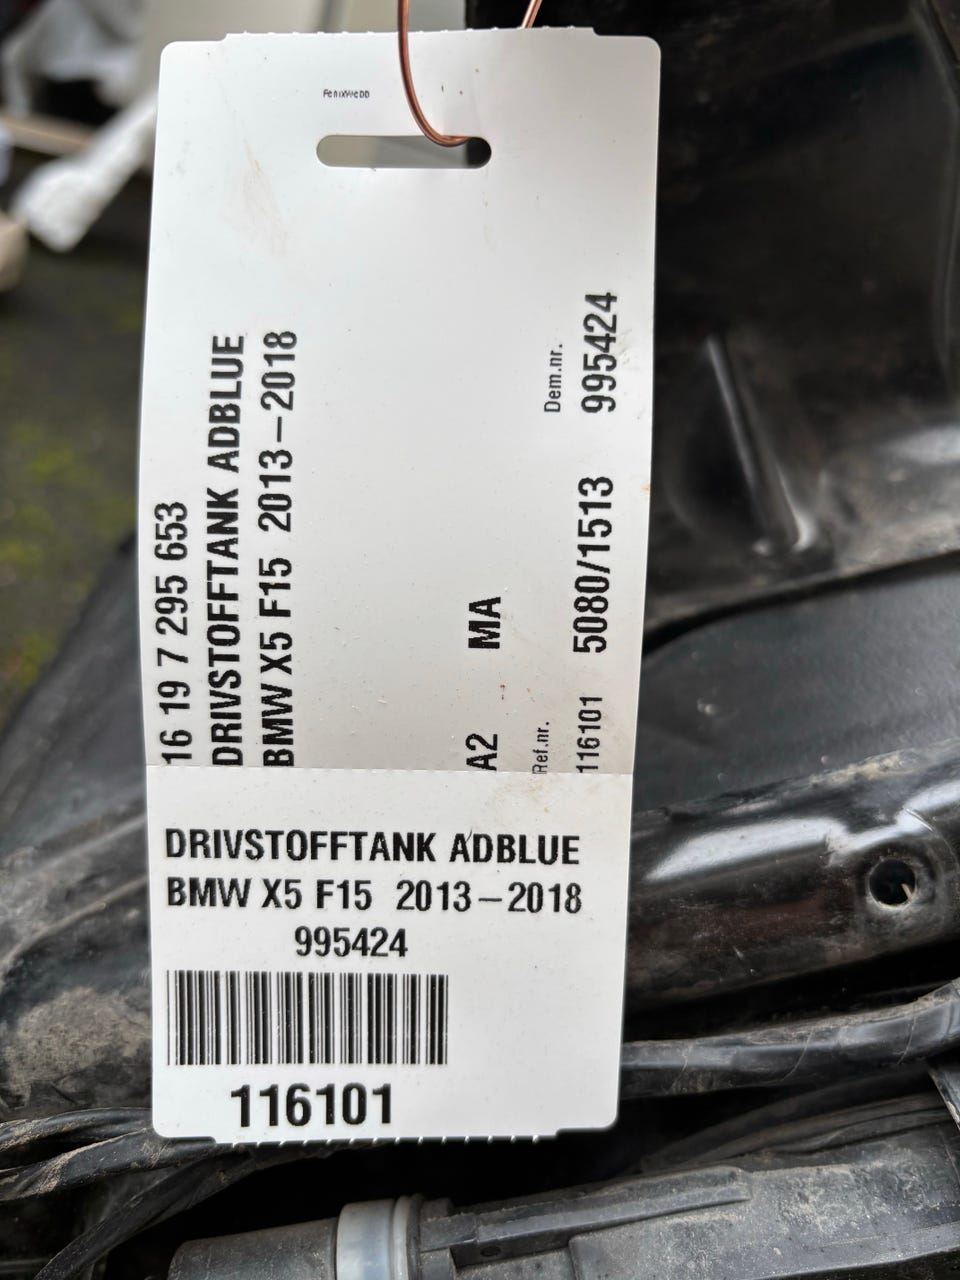 FenixWebb
16 19 7 295 653
DRIVSTOFFTANK ADBLUE
BMW X5 F15 2013-2018
A2 MA
Ref.nr. Dem.nr.
116101 5080/1513 995424
DRIVSTOFFTANK ADBLUE
BMW X5 F15 2013-2018
995424
116101